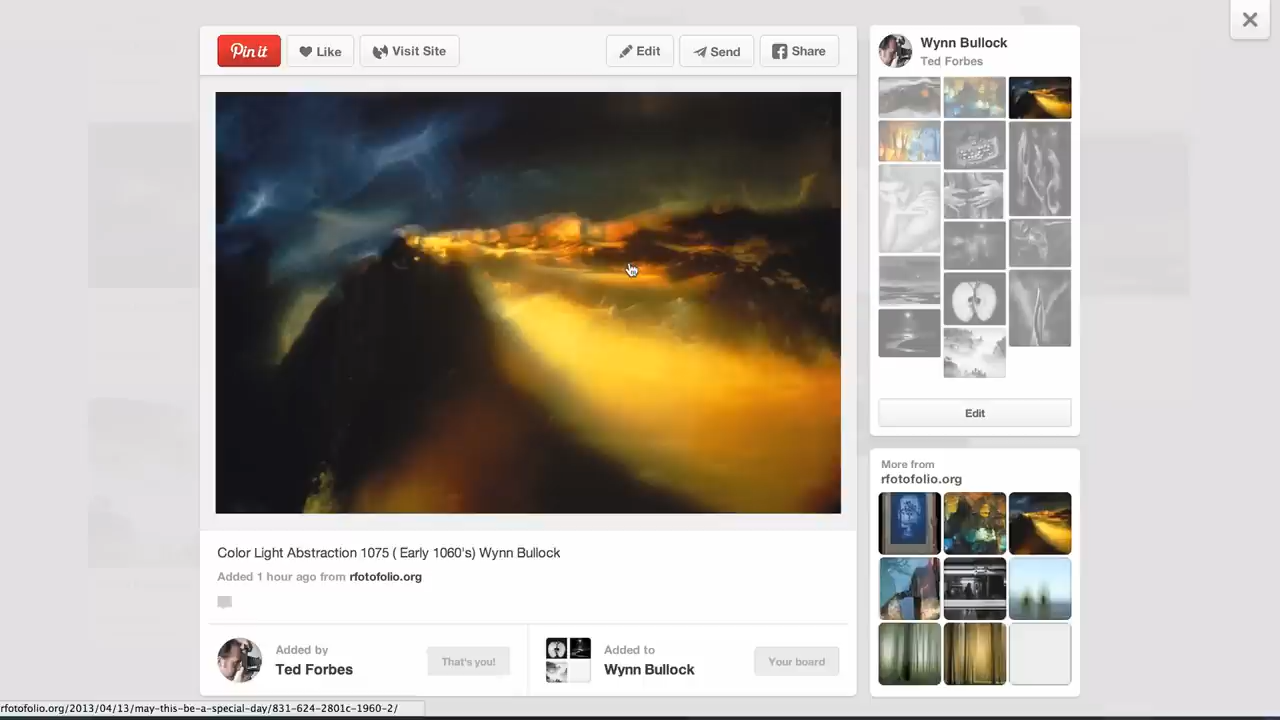 Pin it
Like
Visit Site
Edit
Send
Share
Wynn Bullock
Ted Forbes
Edit
More from
rfotofolio.org
Color Light Abstraction 1075 ( Early 1060's) Wynn Bullock
Added 1 hour ago from rfotofolio.org
Added by
Ted Forbes
That's you!
Added to
Wynn Bullock
Your board
rfotofolio.org/2013/04/13/may-this-be-a-special-day/831-624-2801c-1960-2/